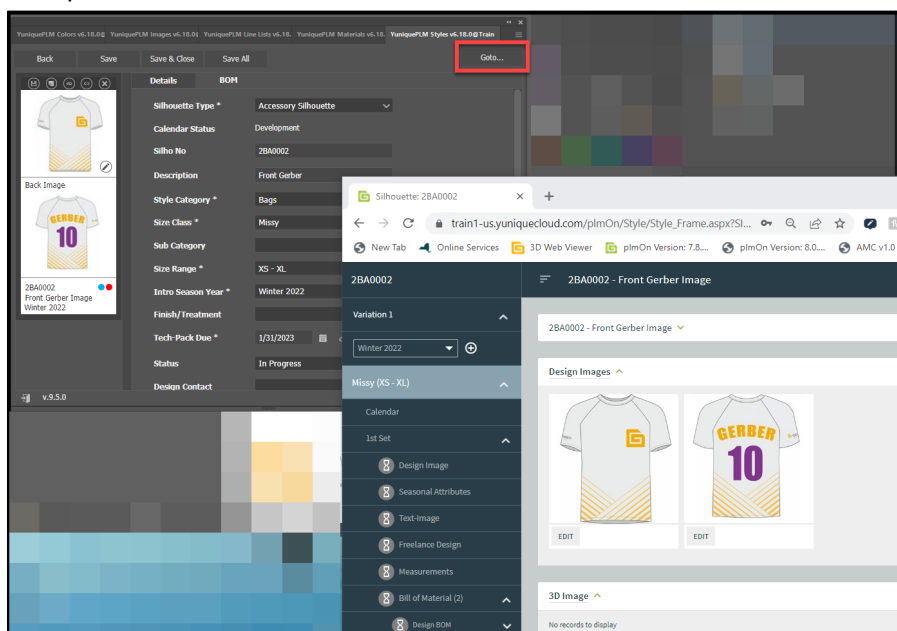 YuniquePLM Colors v6.18.0@ YuniquePLM Images v6.18.0( YuniquePLM Line Lists v6.18. YuniquePLM Materials v6.18. YuniquePLM Styles v6.18.0@Train
Back Save Save & Close Save All Goto...
Details BOM
Silhouette Type * Accessory Silhouette
Calendar Status Development
Silho No 2BA0002
Description Front Gerber
Back Image
Style Category * Bags
Size Class * Missy
Sub Category
Size Range * XS - XL
Intro Season Year * Winter 2022
Finish/Treatment
Tech-Pack Due * 1/31/2023
Status In Progress
Design Contact
GERBER
10
2BA0002
Front Gerber Image
Winter 2022
v.9.5.0
Silhouette: 2BA0002
train1-us.yuniquecloud.com/plmOn/Style/Style_Frame.aspx?Sl...
New Tab Online Services 3D Web Viewer plmOn Version: 7.8.... plmOn Version: 8.0.... AMC v1.0
2BA0002 2BA0002 - Front Gerber Image
Variation 1
Winter 2022
Missy (XS - XL)
Calendar
1st Set
Design Image
Seasonal Attributes
Text-Image
Freelance Design
Measurements
Bill of Material (2)
Design BOM
2BA0002 - Front Gerber Image
Design Images
GERBER
10
EDIT EDIT
3D Image
No records to display